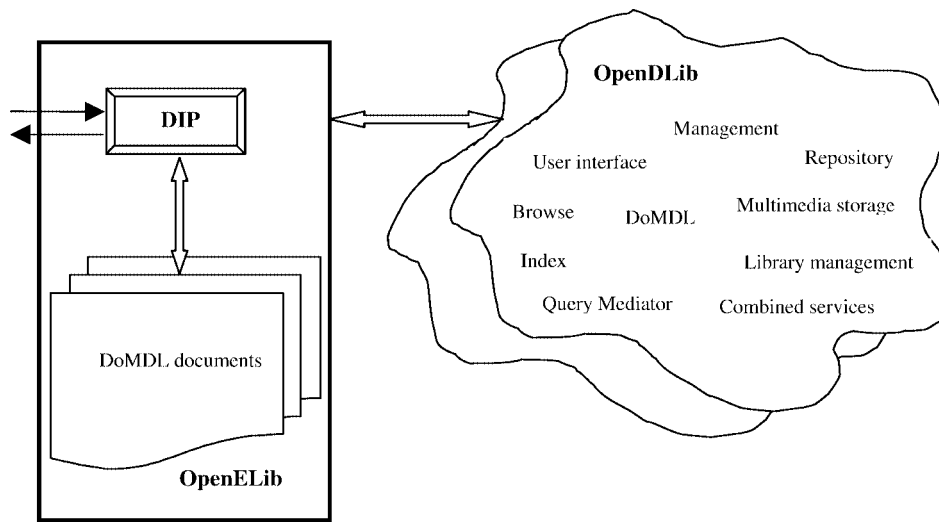 DIP
DoMDL documents
OpenELib
OpenDLib
Management
User interface
Repository
Browse
DoMDL
Multimedia storage
Index
Library management
Query Mediator
Combined services